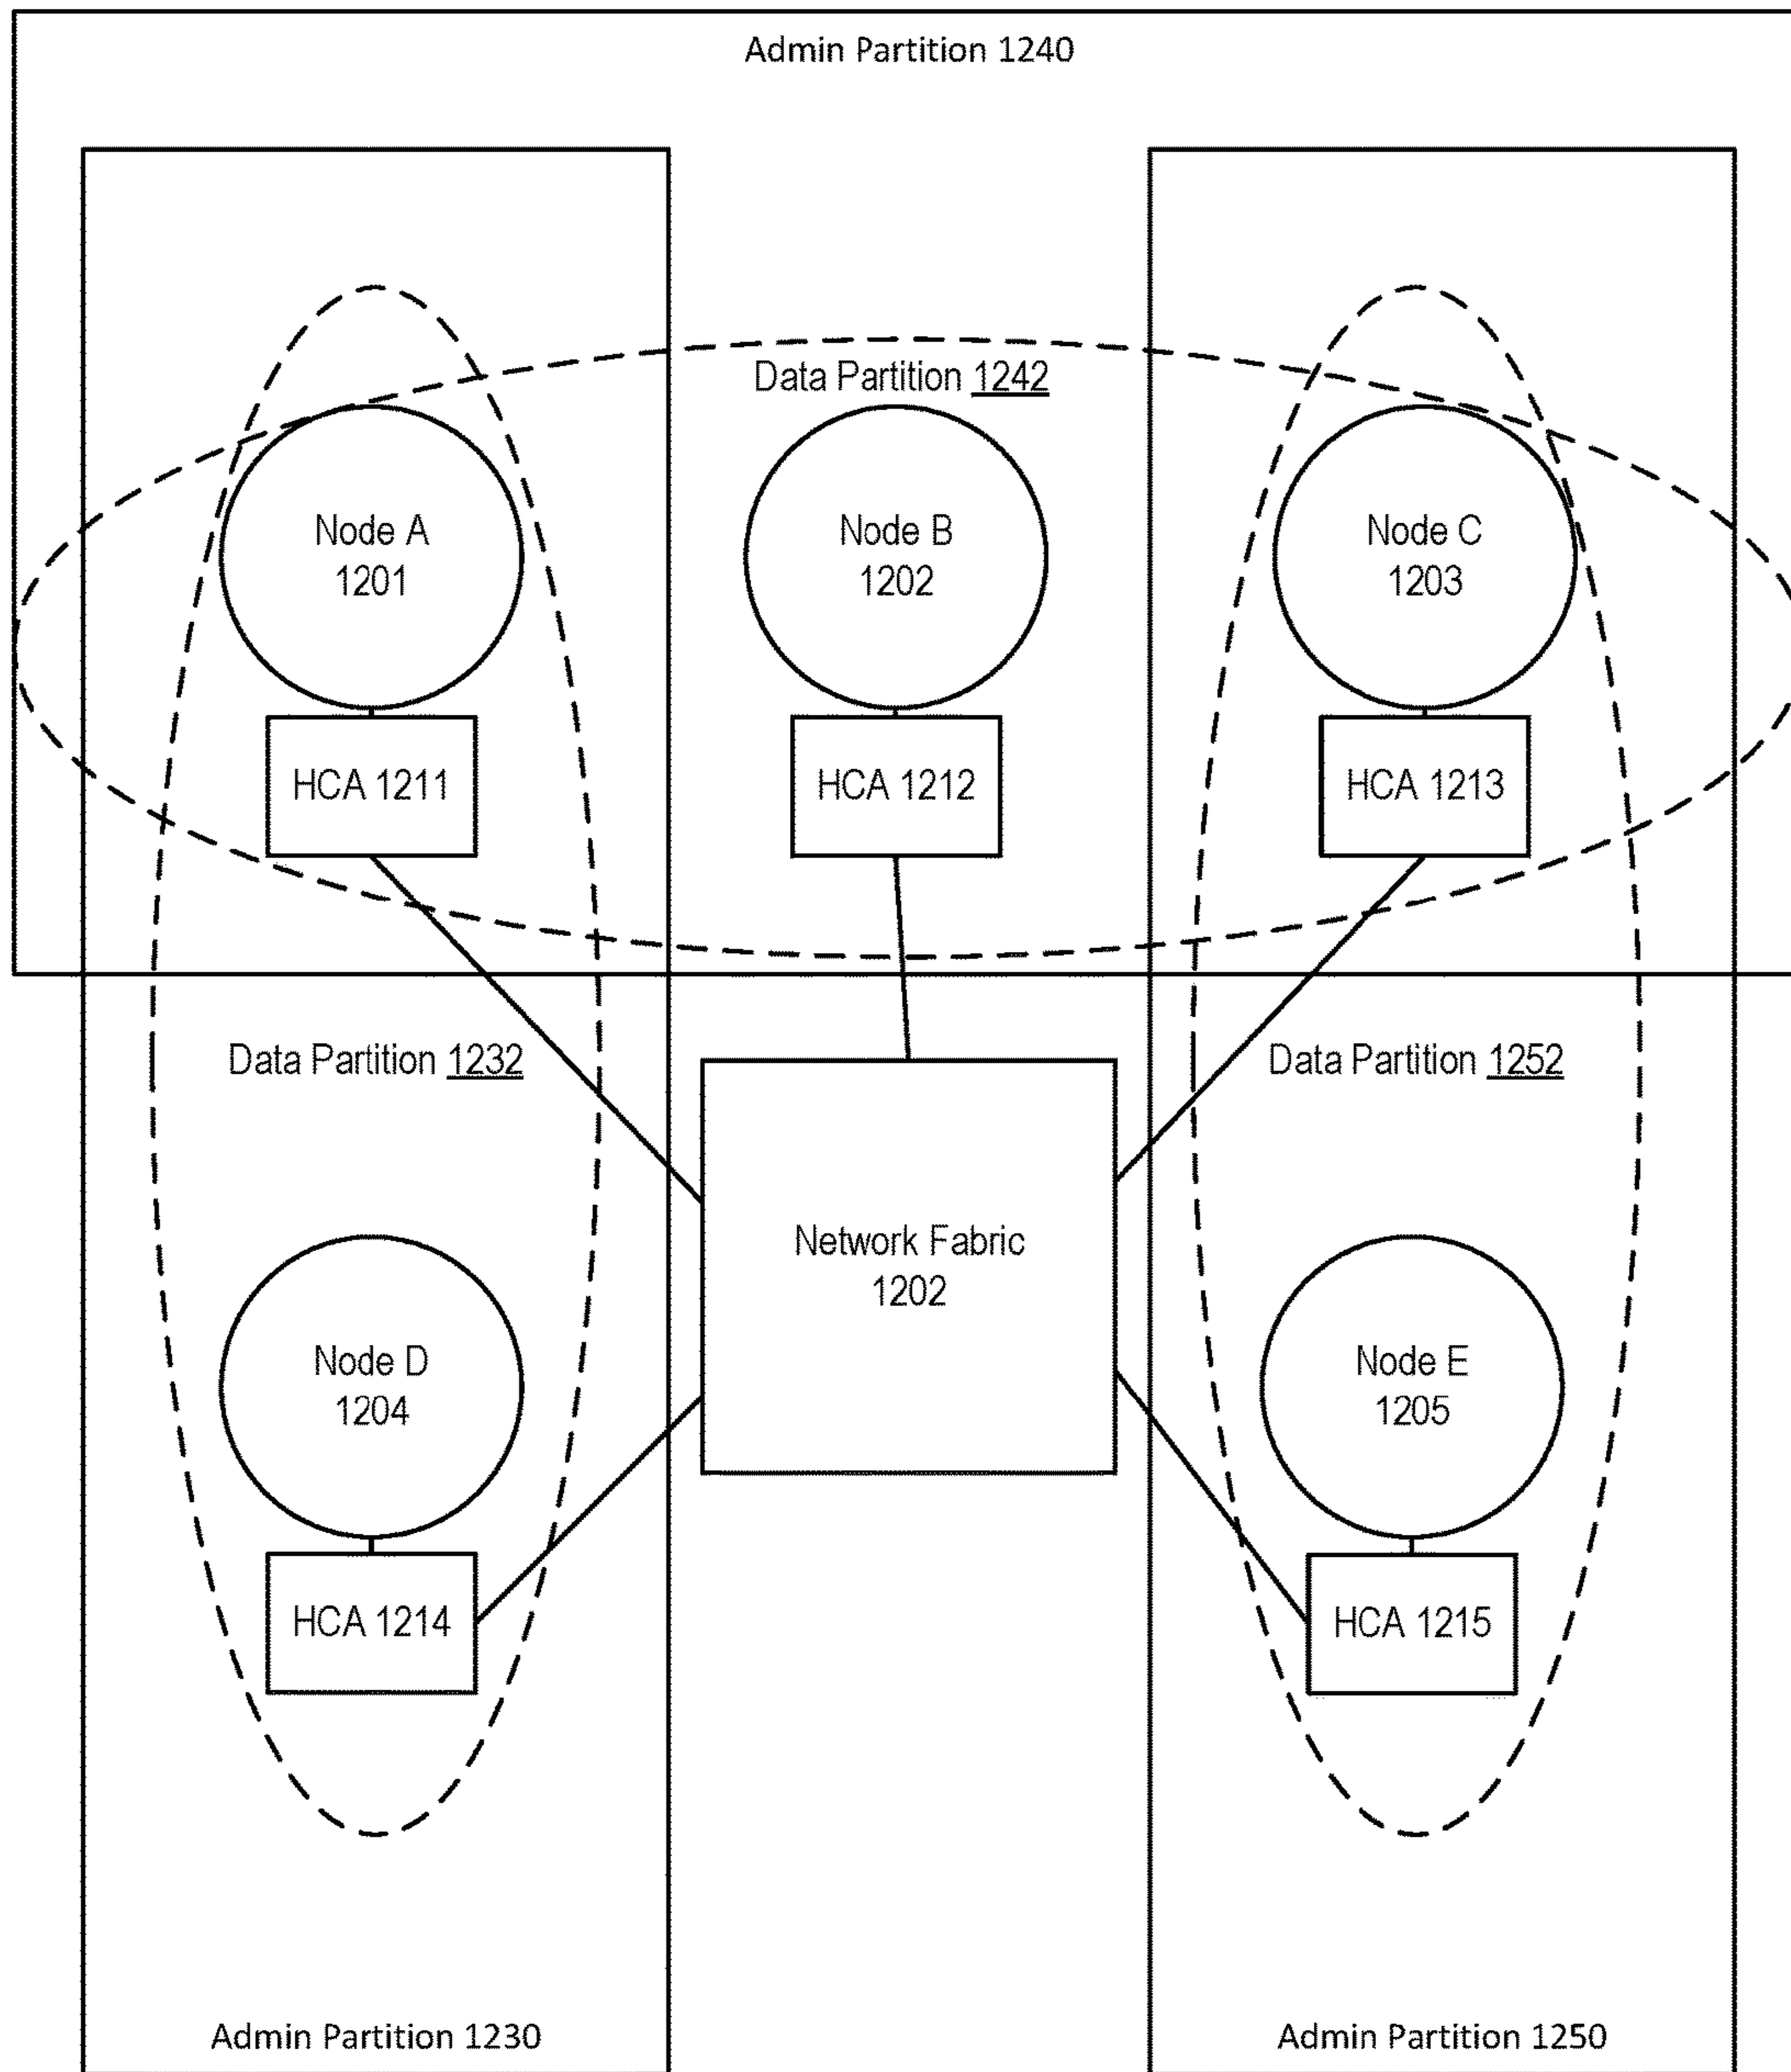 Admin Partition 1240
Data Partition 1242
Node A
1201
Node B
1202
Node C
1203
HCA 1211
HCA 1212
HCA 1213
Data Partition 1232
Data Partition 1252
Network Fabric
1202
Node D
1204
Node E
1205
HCA 1214
HCA 1215
Admin Partition 1230
Admin Partition 1250